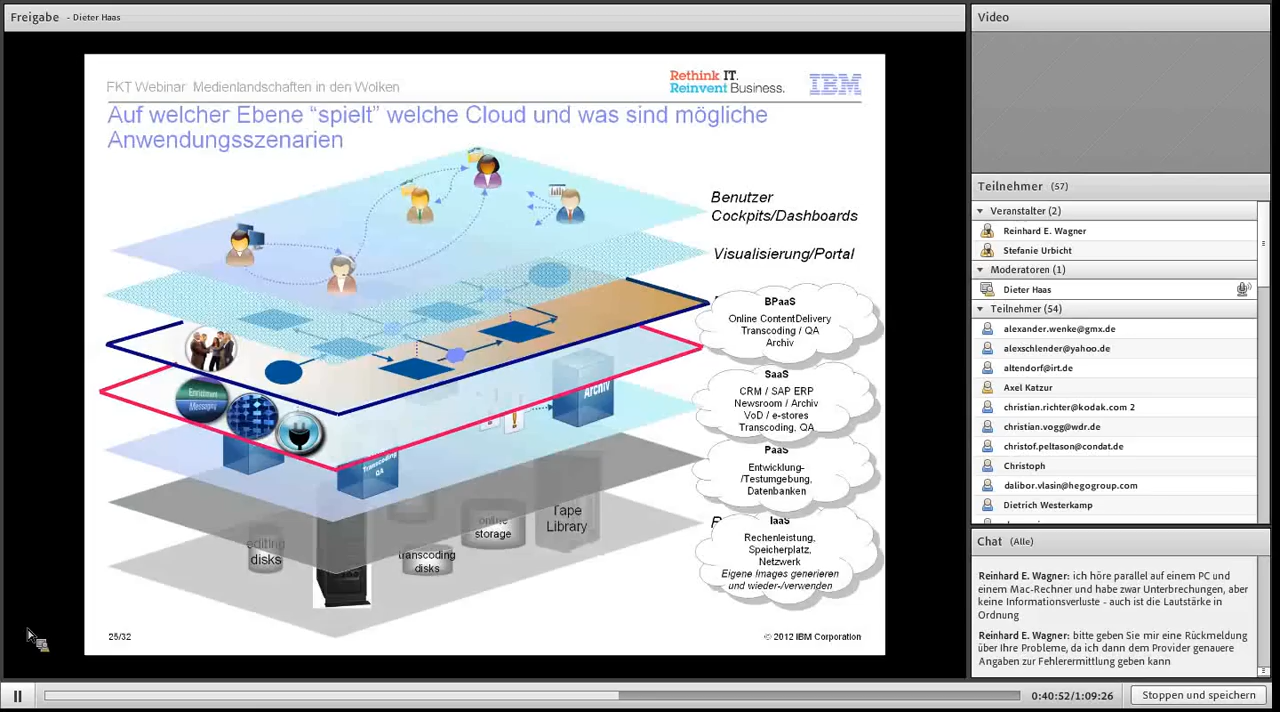 Freigabe - Dieter Haas
FKT Webinar Medienlandschaften in den Wolken
Rethink IT.
Reinvent Business.
IBM
Auf welcher Ebene “spielt” welche Cloud und was sind mögliche
Anwendungsszenarien
Benutzer
Cockpits/Dashboards
Visualisierung/Portal
BPaaS
Online ContentDelivery
Transcoding / QA
Archiv
SaaS
CRM / SAP ERP
Newsroom / Archiv
VoD / e-stores
Transcoding, QA
PaaS
Entwicklung-
/Testumgebung,
Datenbanken
IaaS
Rechenleistung,
Speicherplatz,
Netzwerk
Eigene Images generieren
und wieder-/verwenden
Archiv
Enrichment
Messaging
Transcoding
QA
online
storage
Tape
Library
editing
disks
transcoding
disks
25/32
© 2012 IBM Corporation
Video
Teilnehmer (57)
Veranstalter (2)
Reinhard E. Wagner
Stefanie Urbicht
Moderatoren (1)
Dieter Haas
Teilnehmer (54)
alexander.wenke@gmx.de
alexschlender@yahoo.de
altendorf@irt.de
Axel Katzur
christian.richter@kodak.com 2
christian.vogg@wdr.de
christof.peltason@condat.de
Christoph
dalibor.vlasin@hegogroup.com
Dietrich Westerkamp
Chat (Alle)
Reinhard E. Wagner: ich höre parallel auf einem PC und
einem Mac-Rechner und habe zwar Unterbrechungen, aber
keine Informationsverluste - auch ist die Lautstärke in
Ordnung
Reinhard E. Wagner: bitte geben Sie mir eine Rückmeldung
über Ihre Probleme, da ich dann dem Provider genauere
Angaben zur Fehlerermittlung geben kann
0:40:52/1:09:26
Stoppen und speichern